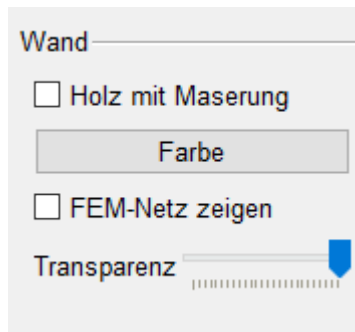 Wand
Holz mit Maserung
Farbe
FEM-Netz zeigen
Transparenz